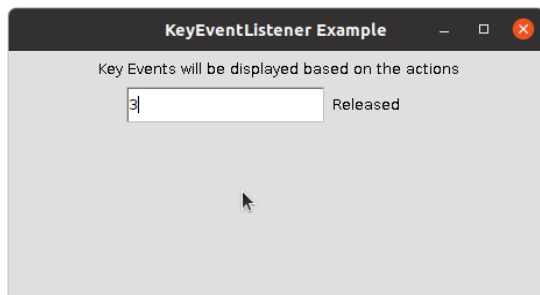 KeyEventListener Example
Key Events will be displayed based on the actions
3 Released